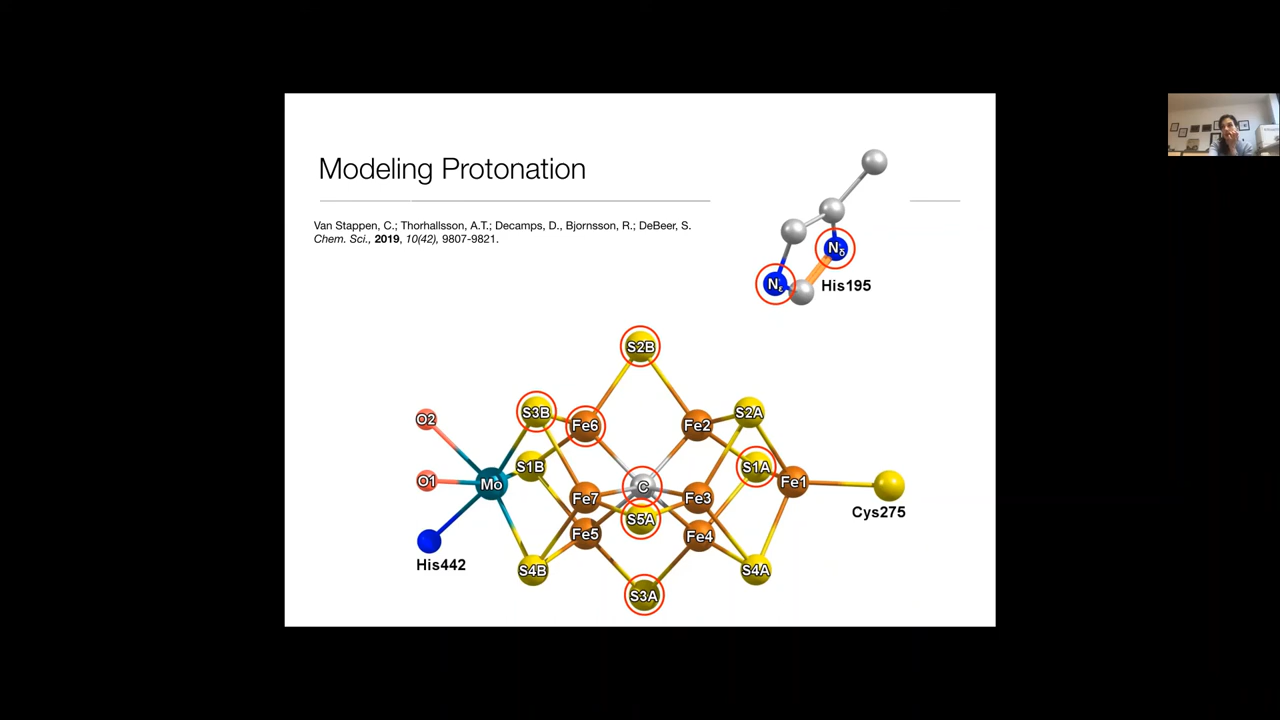 Modeling Protonation
Van Stappen, C.; Thorhallsson, A.T.; Decamps, D., Bjornsson, R.; DeBeer, S.
Chem. Sci., 2019, 10(42), 9807-9821.
Nδ
Nε
His195
S2B
O2
S3B
Fe6
Fe2
S2A
O1
Mo
S1B
Fe7
C
Fe3
S1A
Fe1
Cys275
S5A
Fe5
Fe4
His442
S4B
S3A
S4A